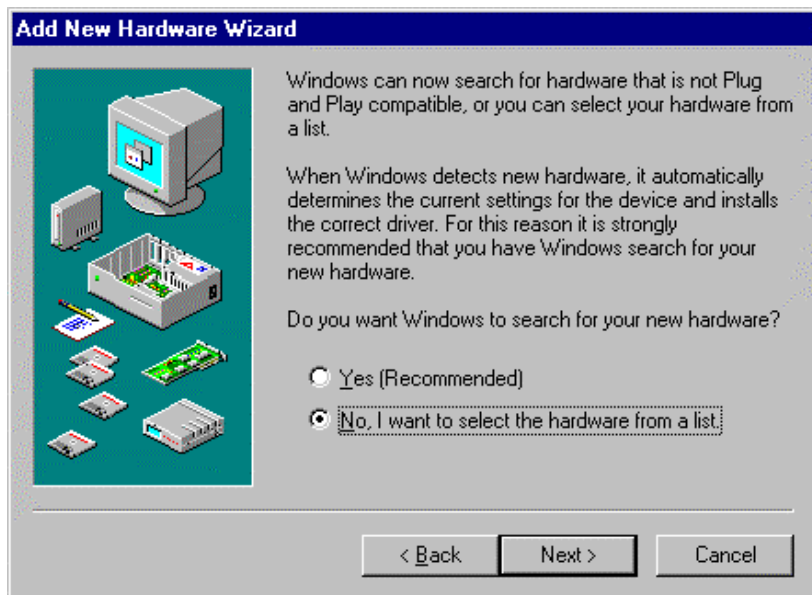 Add New Hardware Wizard
Windows can now search for hardware that is not Plug
and Play compatible, or you can select your hardware from
a list.
When Windows detects new hardware, it automatically
determines the current settings for the device and installs
the correct driver. For this reason it is strongly
recommended that you have Windows search for your
new hardware.
Do you want Windows to search for your new hardware?
Yes (Recommended)
No, I want to select the hardware from a list.
< Back
Next >
Cancel